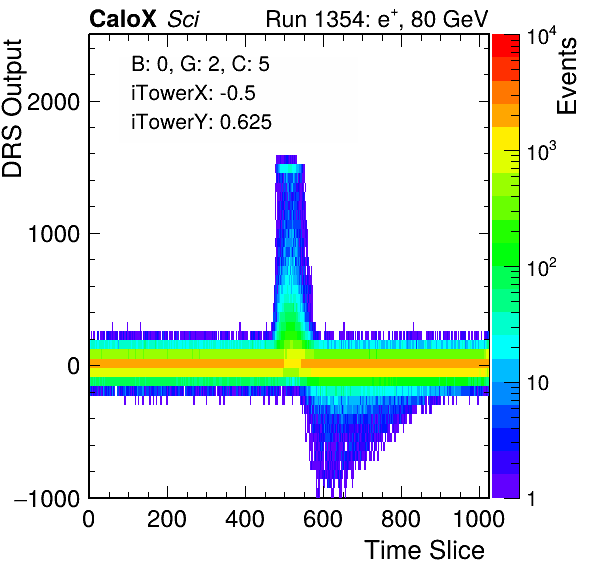 CaloX Sci Run 1354: e⁺, 80 GeV
B: 0, G: 2, C: 5
iTowerX: -0.5
iTowerY: 0.625
DRS Output
2000
1000
0
−1000
0 200 400 600 800 1000
Time Slice
Events
10⁴
10³
10²
10
1